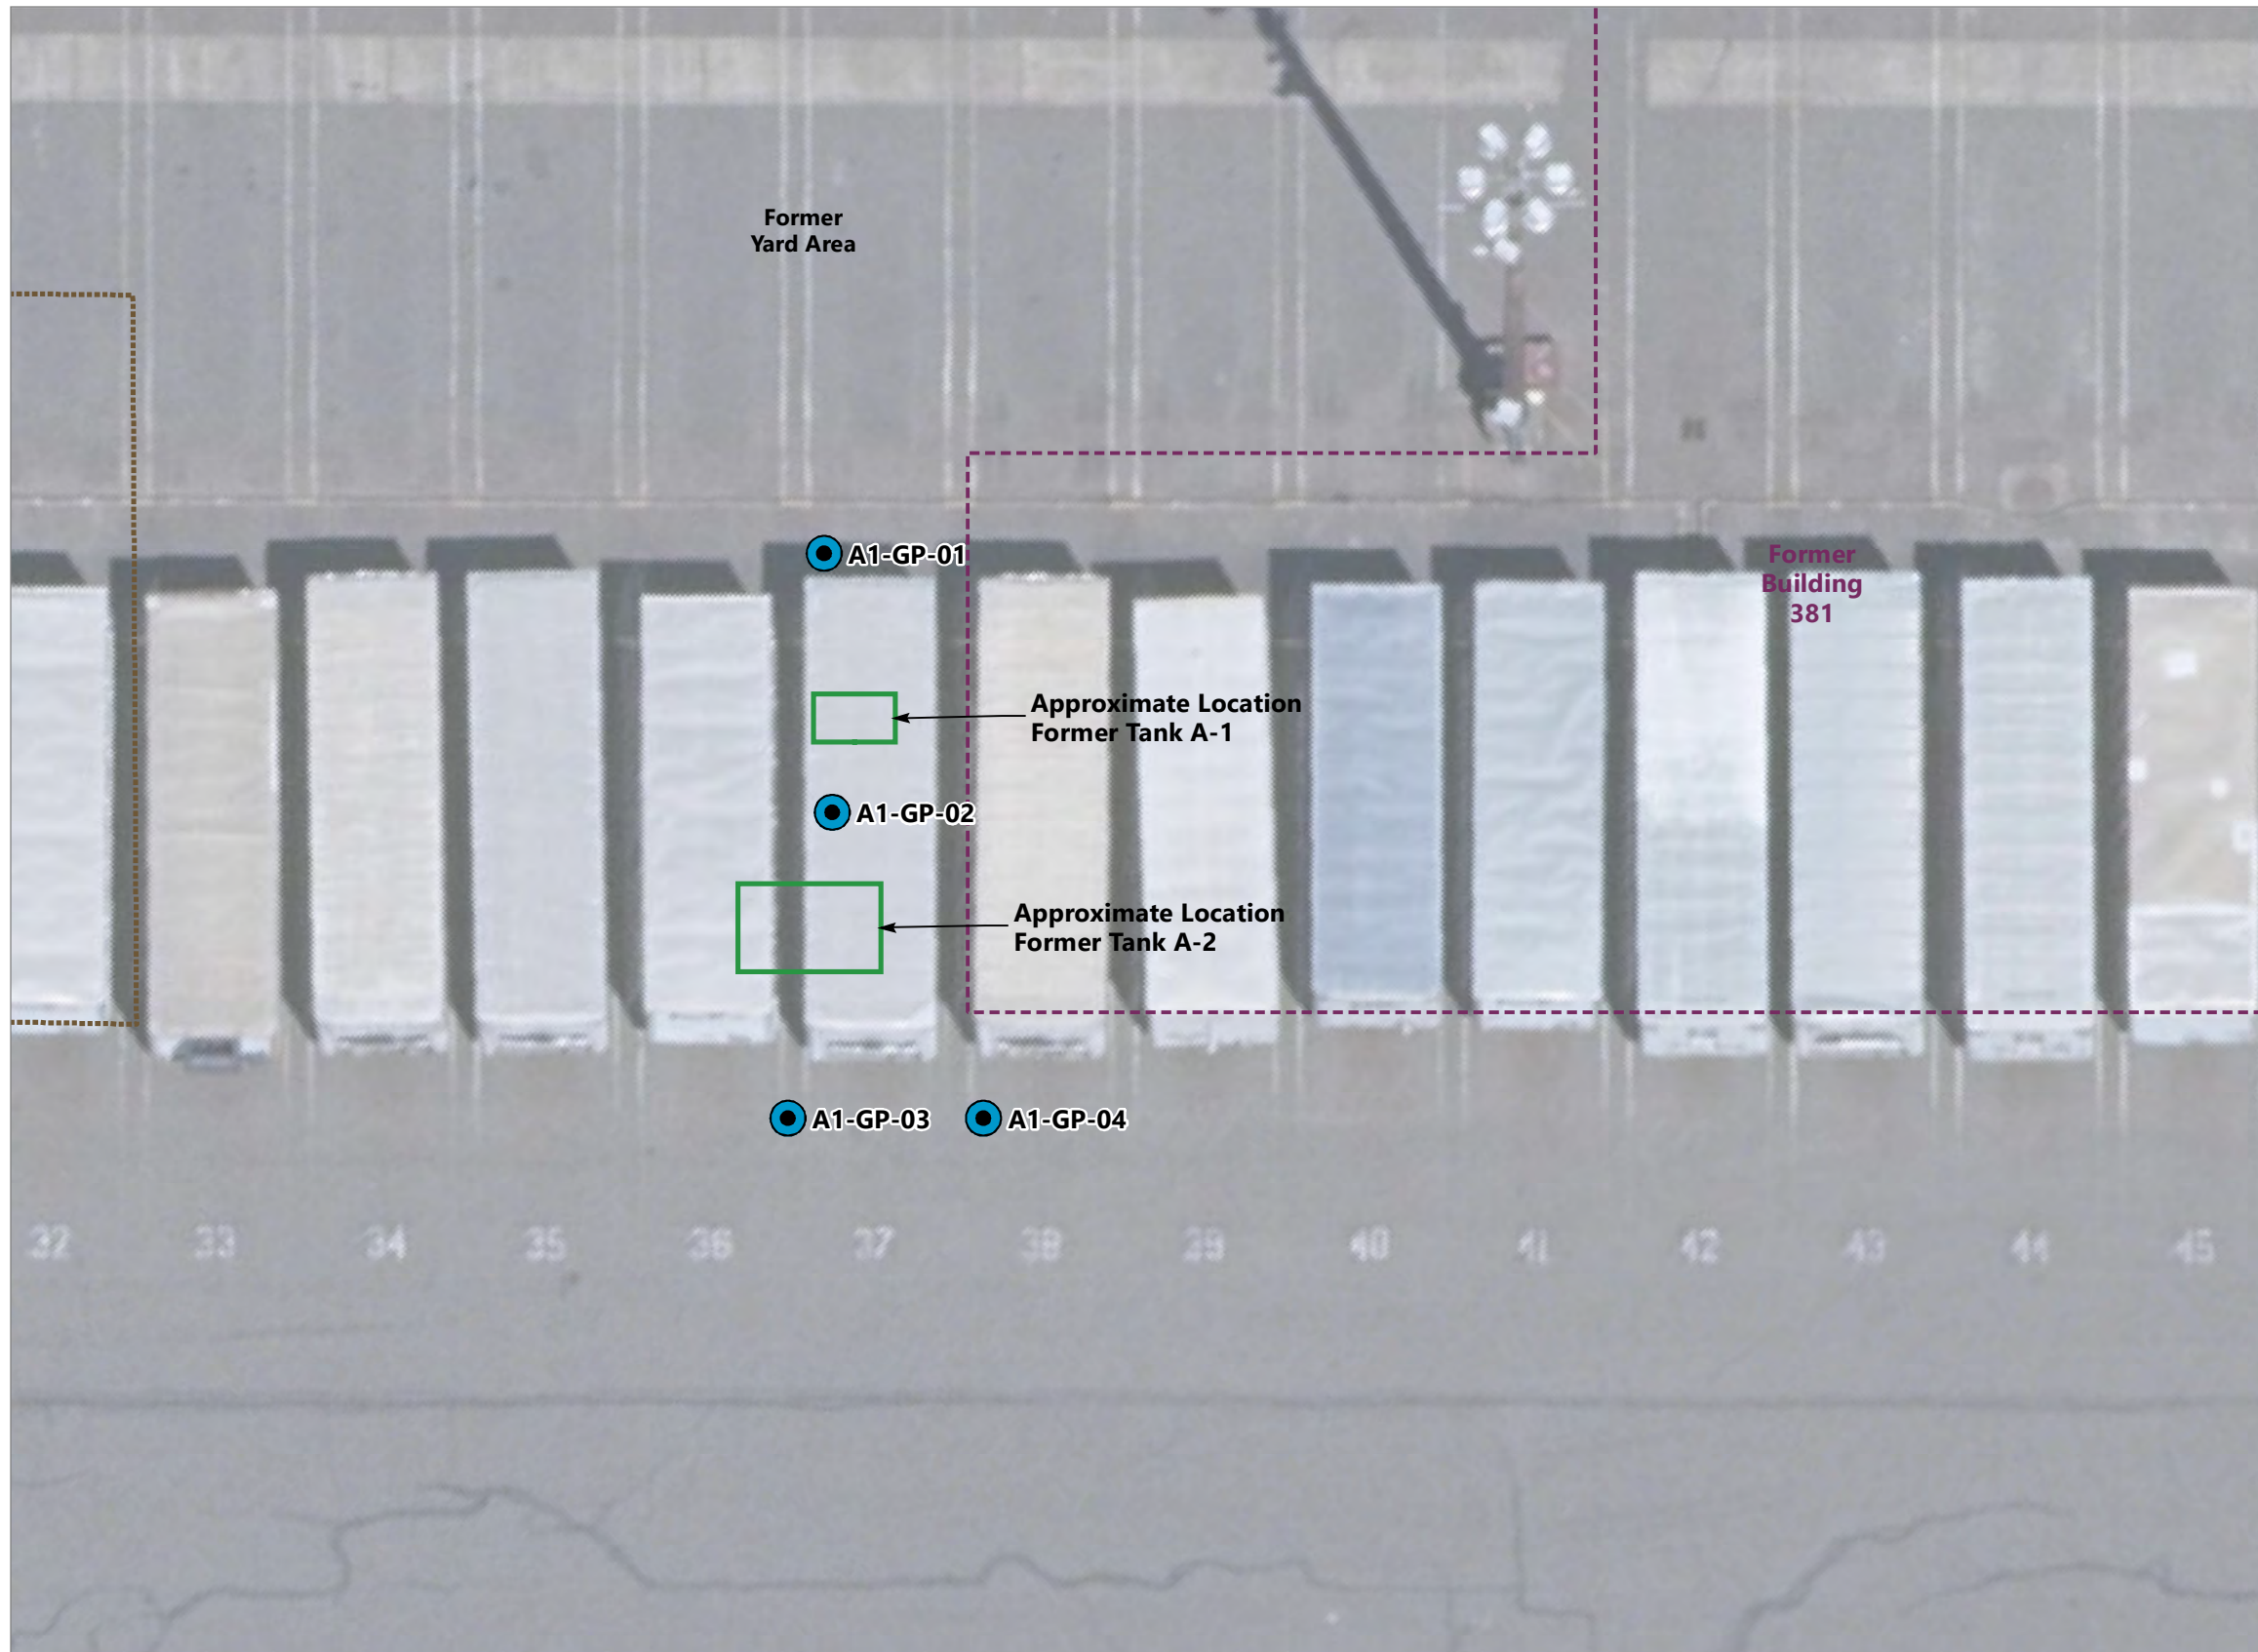 Former
Yard Area
A1-GP-01
Former
Building
381
Approximate Location
Former Tank A-1
A1-GP-02
Approximate Location
Former Tank A-2
A1-GP-03
A1-GP-04
32 33 34 35 36 37 38 39 40 41 42 43 44 45